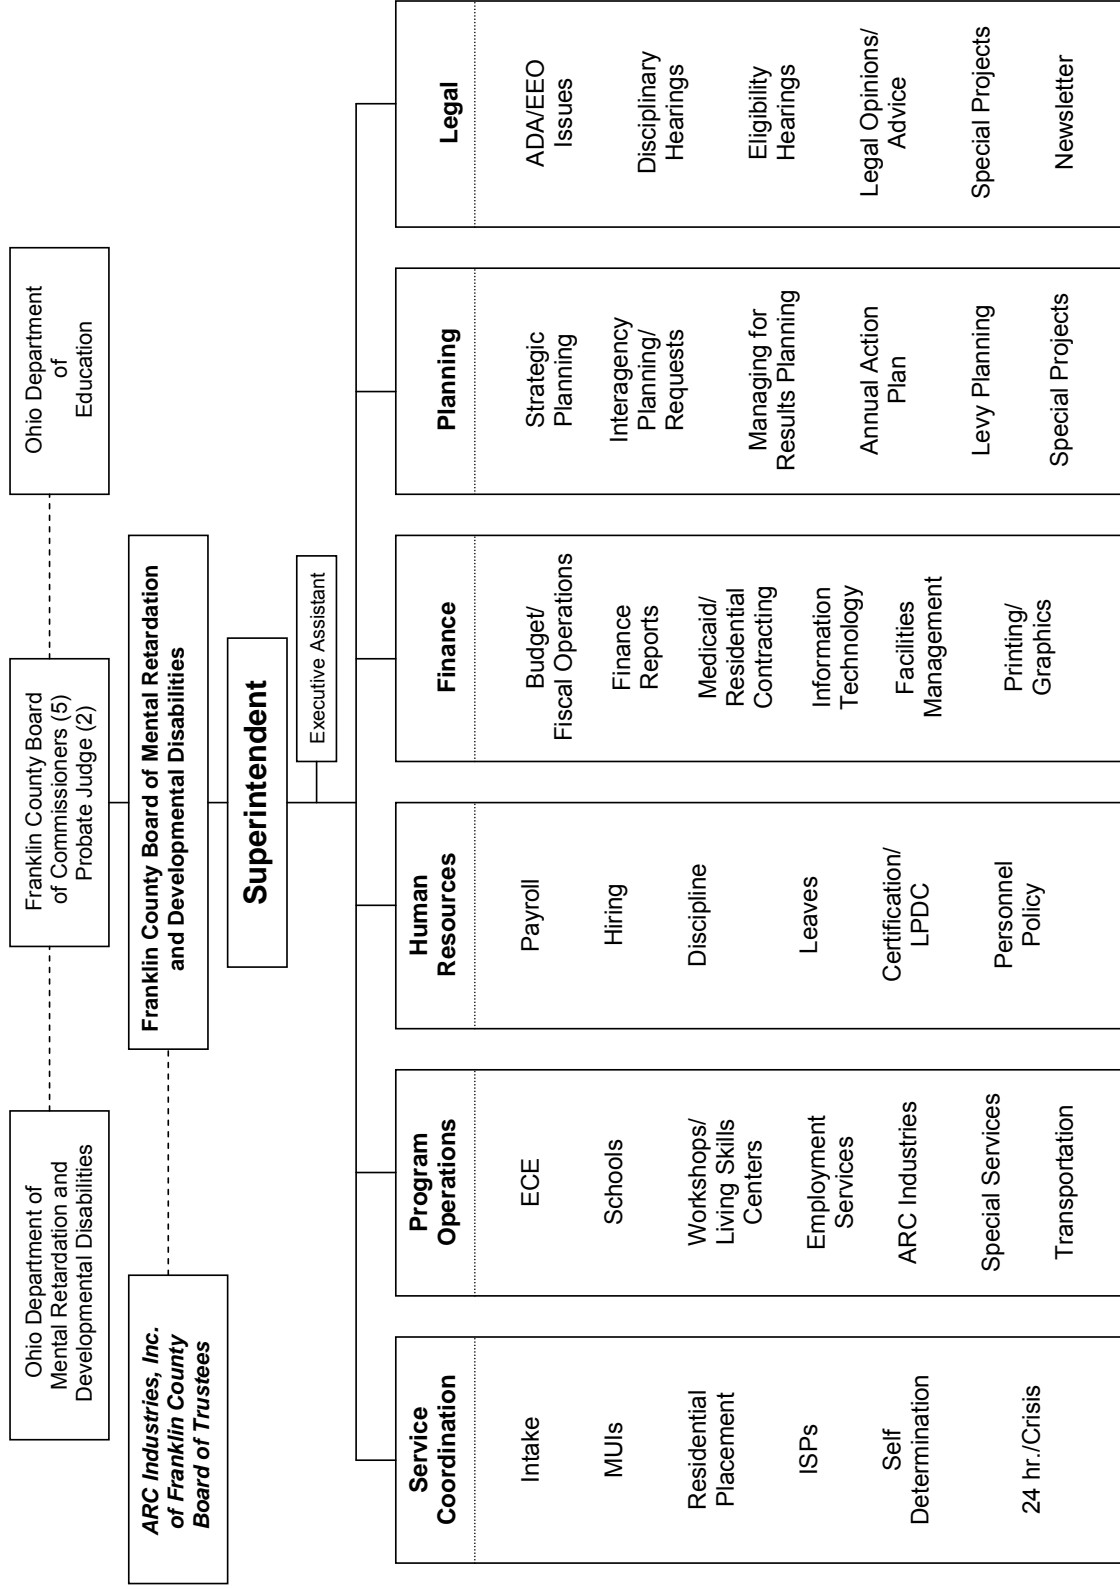 Ohio Department of
Mental Retardation and
Developmental Disabilities
Franklin County Board
of Commissioners (5)
Probate Judge (2)
Ohio Department
of
Education
ARC Industries, Inc.
of Franklin County
Board of Trustees
Franklin County Board of Mental Retardation
and Developmental Disabilities
Superintendent
Executive Assistant
Service
Coordination
Intake
MUIs
Residential
Placement
ISPs
Self
Determination
24 hr./Crisis
Program
Operations
ECE
Schools
Workshops/
Living Skills
Centers
Employment
Services
ARC Industries
Special Services
Transportation
Human
Resources
Payroll
Hiring
Discipline
Leaves
Certification/
LPDC
Personnel
Policy
Finance
Budget/
Fiscal Operations
Finance
Reports
Medicaid/
Residential
Contracting
Information
Technology
Facilities
Management
Printing/
Graphics
Planning
Strategic
Planning
Interagency
Planning/
Requests
Managing for
Results Planning
Annual Action
Plan
Levy Planning
Special Projects
Legal
ADA/EEO
Issues
Disciplinary
Hearings
Eligibility
Hearings
Legal Opinions/
Advice
Special Projects
Newsletter